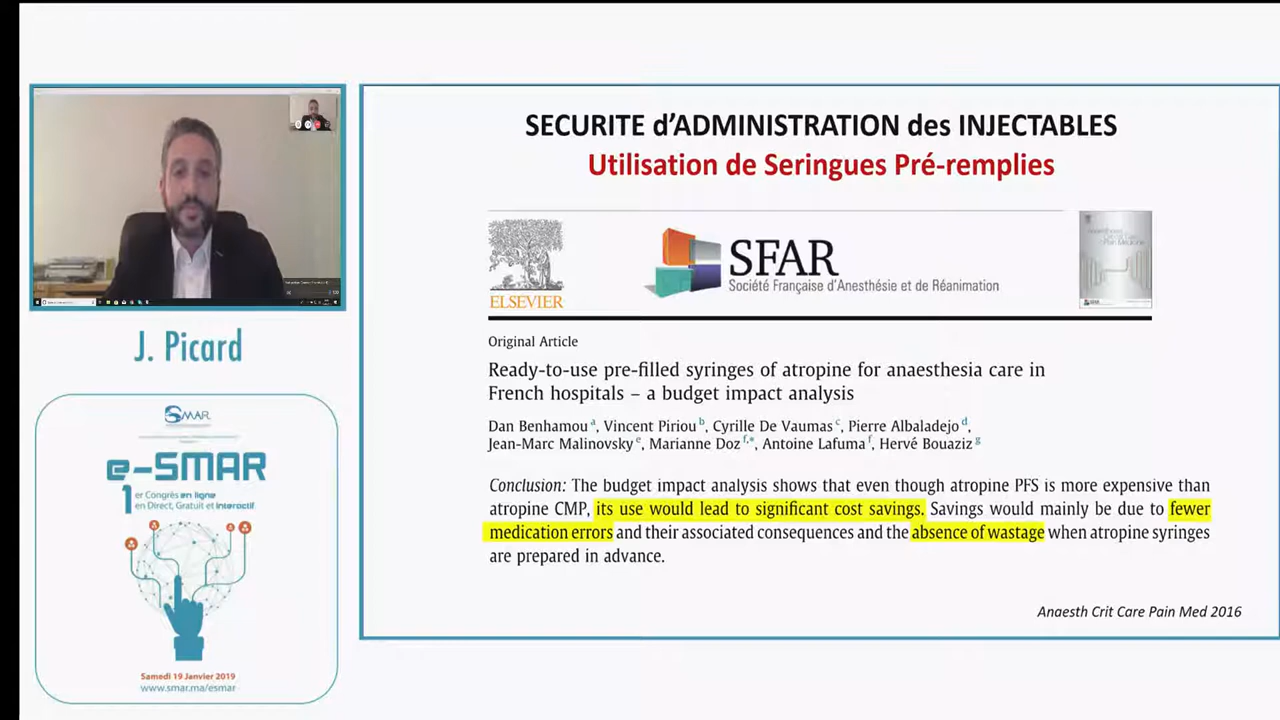 SECURITE d’ADMINISTRATION des INJECTABLES
Utilisation de Seringues Pré-remplies
ELSEVIER
SFAR
Société Française d’Anesthésie et de Réanimation
Original Article
Ready-to-use pre-filled syringes of atropine for anaesthesia care in
French hospitals – a budget impact analysis
Dan Benhamou a, Vincent Piriou b, Cyrille De Vaumas c, Pierre Albaladejo d,
Jean-Marc Malinovsky e, Marianne Doz f,*, Antoine Lafuma f, Hervé Bouaziz g
Conclusion: The budget impact analysis shows that even though atropine PFS is more expensive than
atropine CMP, its use would lead to significant cost savings. Savings would mainly be due to fewer
medication errors and their associated consequences and the absence of wastage when atropine syringes
are prepared in advance.
Anaesth Crit Care Pain Med 2016
J. Picard
SMAR
e-SMAR
1er Congrès en ligne
en Direct, Gratuit et Interactif
Samedi 19 Janvier 2019
www.smar.ma/esmar